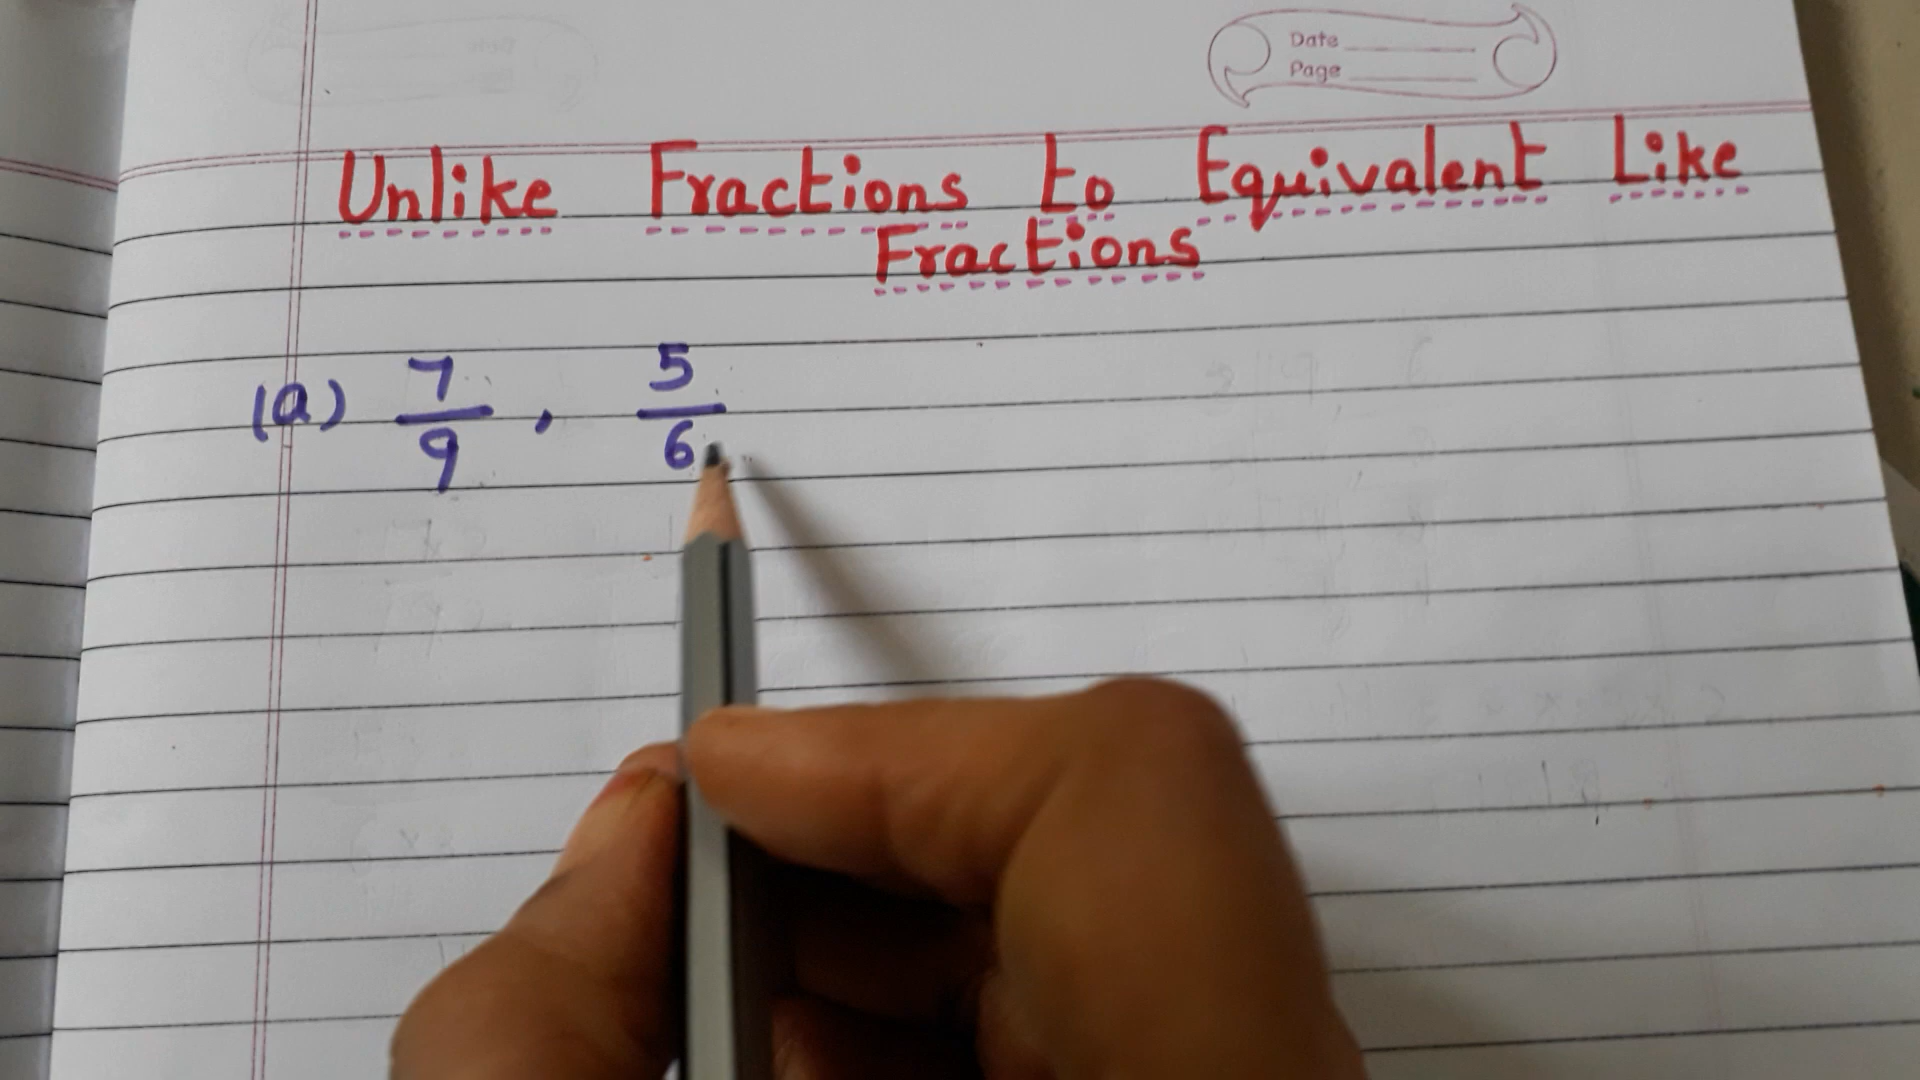 Date
Page
Unlike Fractions to Equivalent Like
Fractions
(a) 7/9 , 5/6